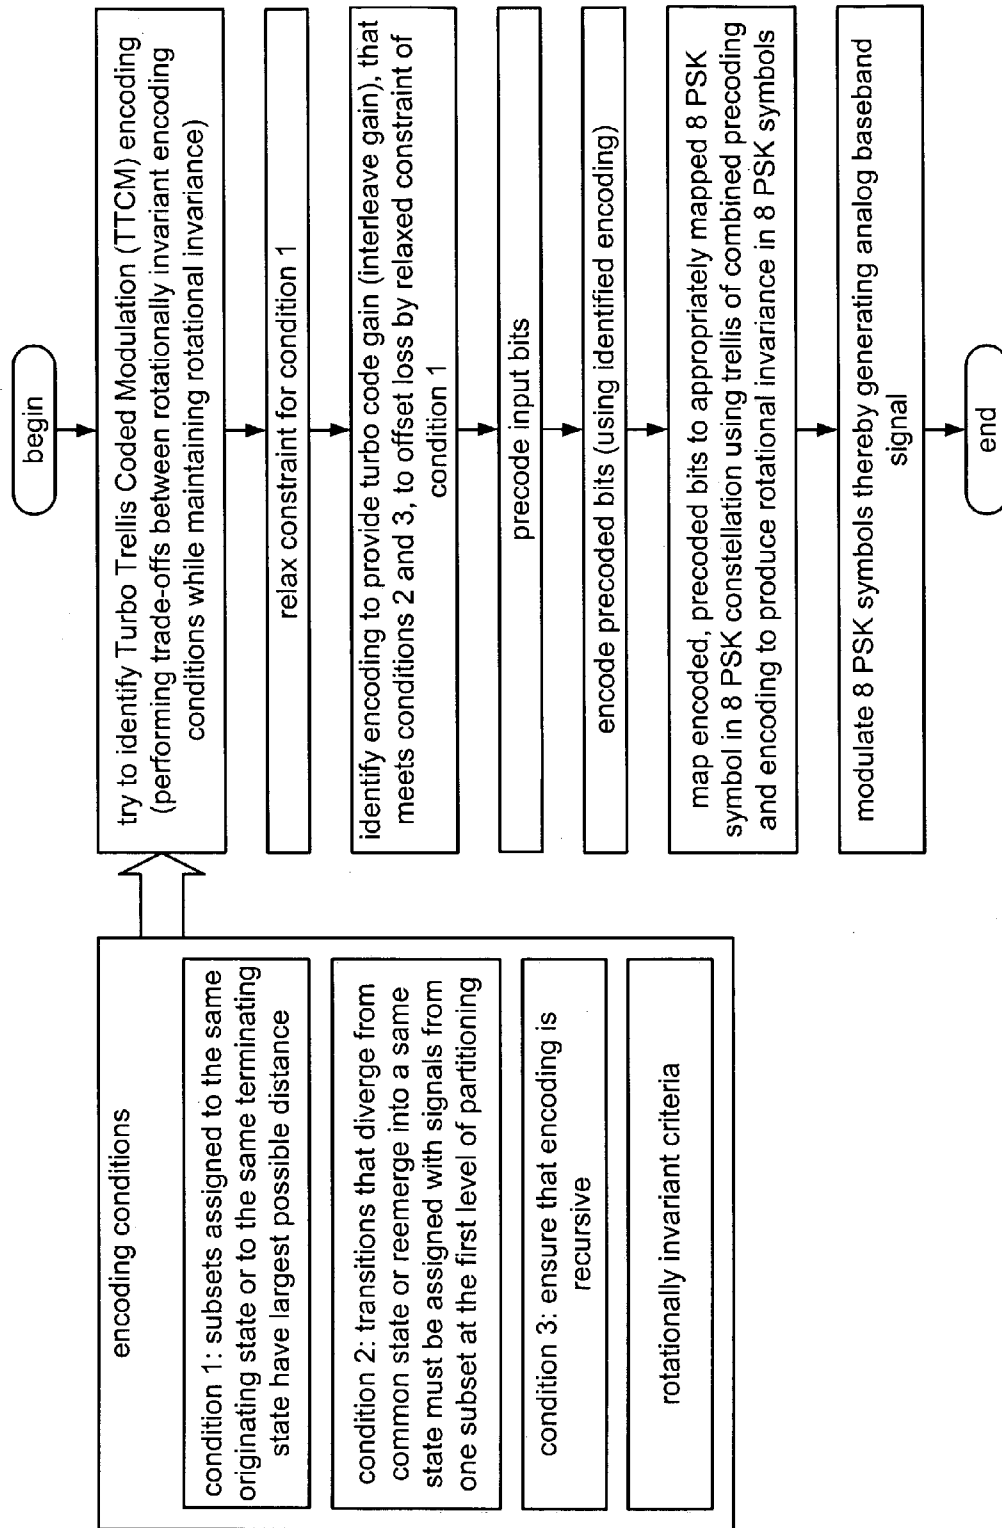 begin
try to identify Turbo Trellis Coded Modulation (TTCM) encoding
(performing trade-offs between rotationally invariant encoding
conditions while maintaining rotational invariance)
relax constraint for condition 1
identify encoding to provide turbo code gain (interleave gain), that
meets conditions 2 and 3, to offset loss by relaxed constraint of
condition 1
precode input bits
encode precoded bits (using identified encoding)
map encoded, precoded bits to appropriately mapped 8 PSK
symbol in 8 PSK constellation using trellis of combined precoding
and encoding to produce rotational invariance in 8 PSK symbols
modulate 8 PSK symbols thereby generating analog baseband
signal
end
encoding conditions
condition 1: subsets assigned to the same
originating state or to the same terminating
state have largest possible distance
condition 2: transitions that diverge from
common state or reemerge into a same
state must be assigned with signals from
one subset at the first level of partitioning
condition 3: ensure that encoding is
recursive
rotationally invariant criteria